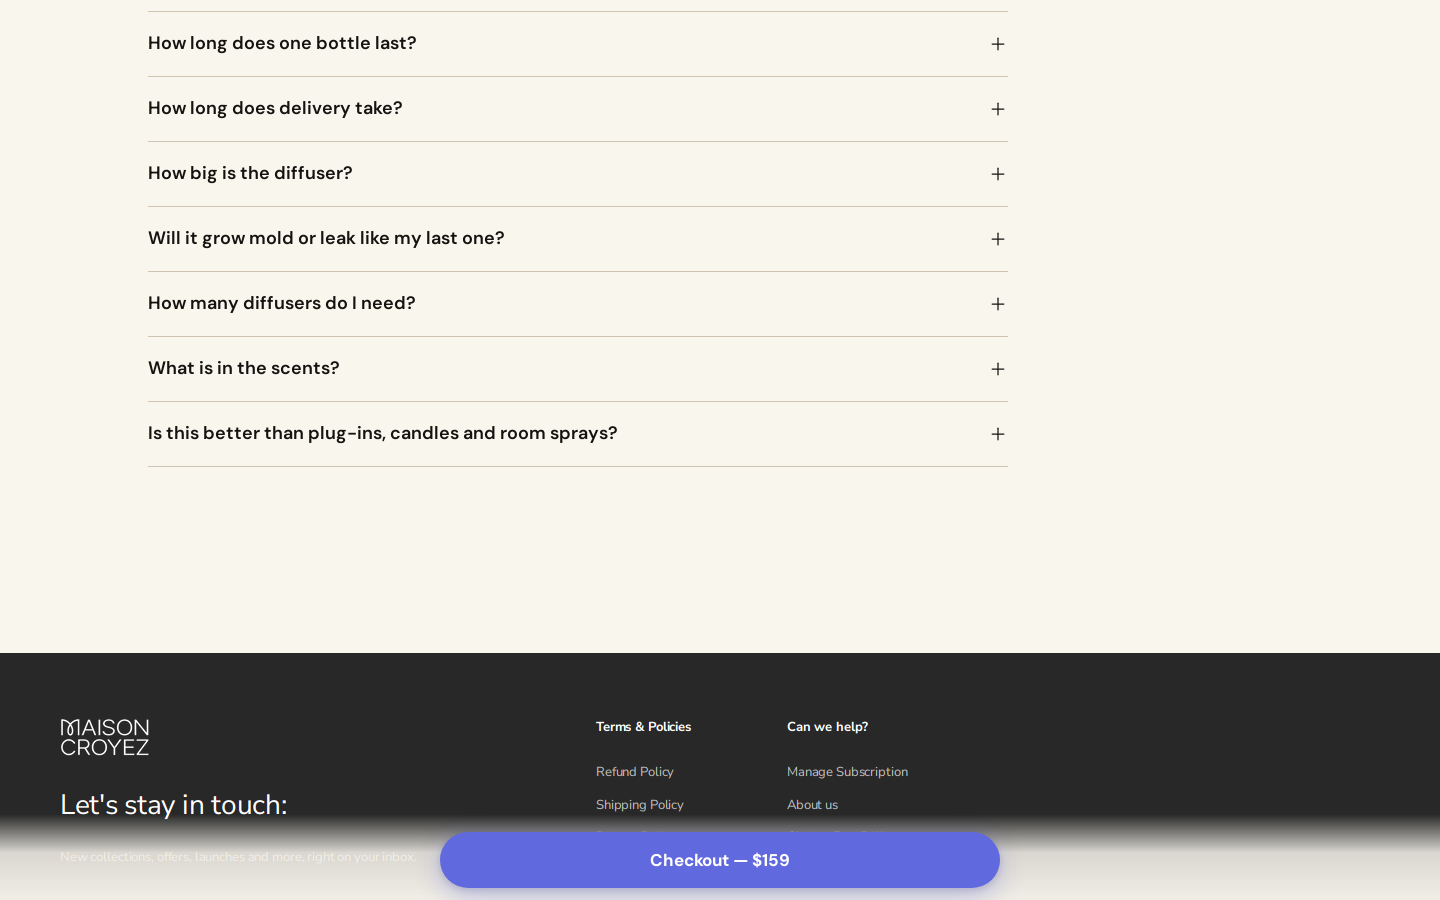 How long does one bottle last?
How long does delivery take?
How big is the diffuser?
Will it grow mold or leak like my last one?
How many diffusers do I need?
What is in the scents?
Is this better than plug-ins, candles and room sprays?
MAISON
CROYEZ
Let's stay in touch:
New collections, offers, launches and more, right on your inbox.
Terms & Policies
Refund Policy
Shipping Policy
Can we help?
Manage Subscription
About us
Checkout — $159